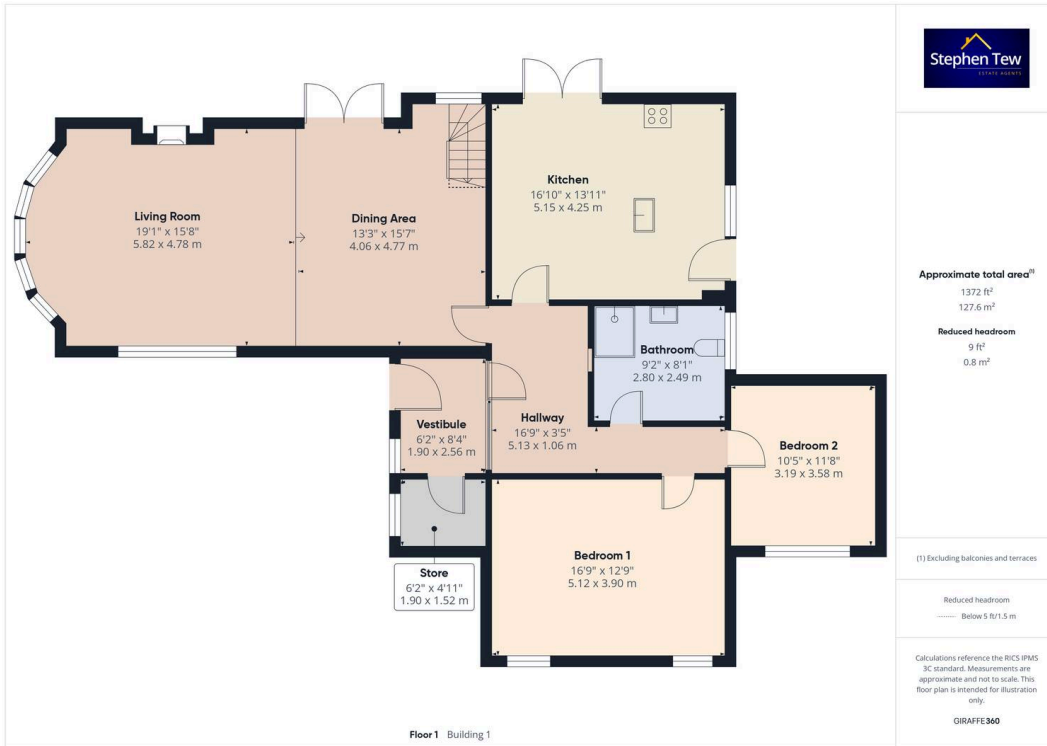 Living Room
19'1" x 15'8"
5.82 x 4.78 m
Dining Area
13'3" x 15'7"
4.06 x 4.77 m
Kitchen
16'10" x 13'11"
5.15 x 4.25 m
Bathroom
9'2" x 8'1"
2.80 x 2.49 m
Vestibule
6'2" x 8'4"
1.90 x 2.56 m
Hallway
16'9" x 3'5"
5.13 x 1.06 m
Bedroom 2
10'5" x 11'8"
3.19 x 3.58 m
Store
6'2" x 4'11"
1.90 x 1.52 m
Bedroom 1
16'9" x 12'9"
5.12 x 3.90 m
Floor 1 Building 1
Stephen Tew
ESTATE AGENTS
Approximate total area(1)
1372 ft²
127.6 m²
Reduced headroom
9 ft²
0.8 m²
(1) Excluding balconies and terraces
Reduced headroom
Below 5 ft/1.5 m
Calculations reference the RICS IPMS
3C standard. Measurements are
approximate and not to scale. This
floor plan is intended for illustration
only.
GIRAFFE360